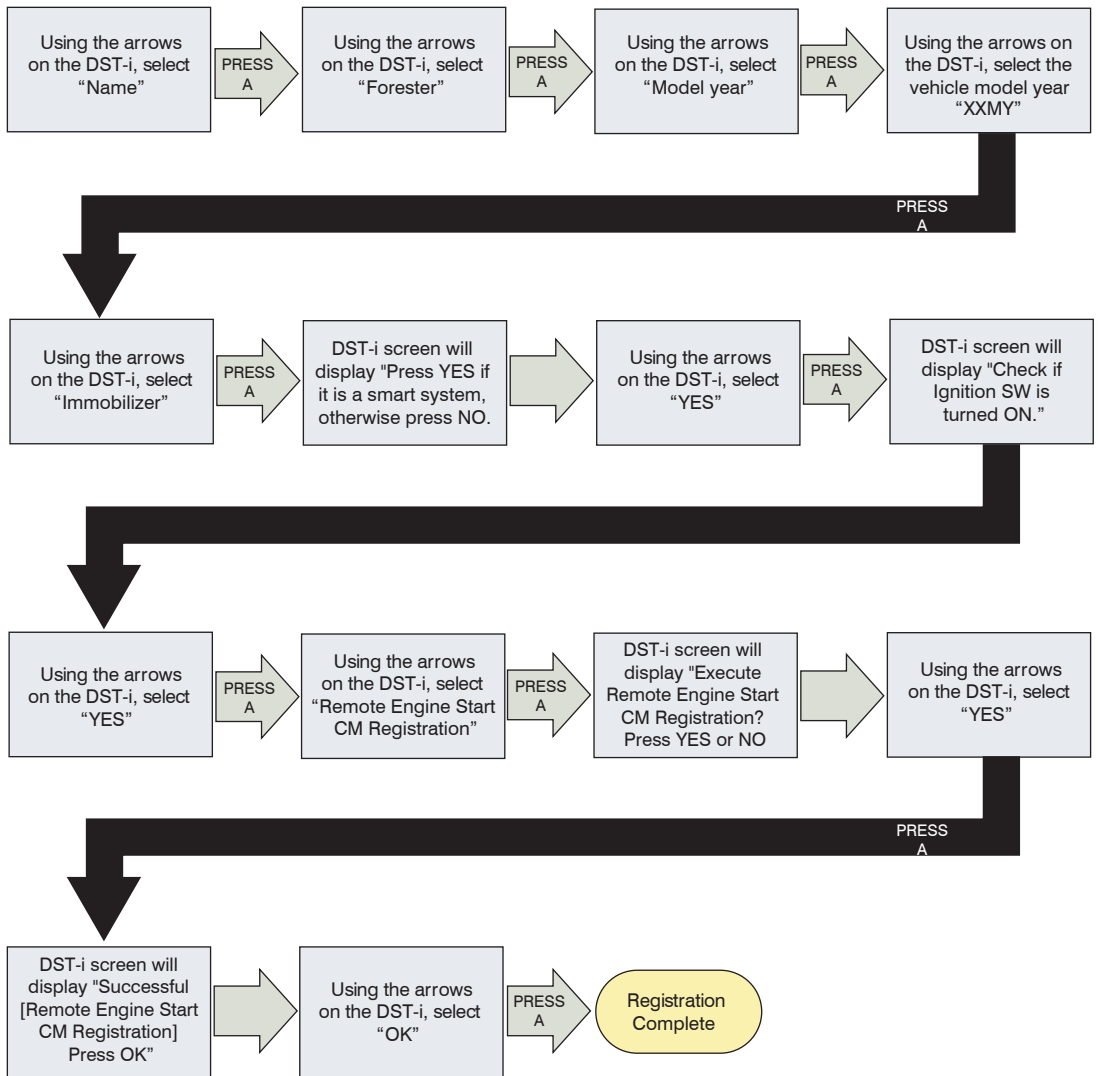 Using the arrows
on the DST-i, select
“Name”
PRESS
A
Using the arrows
on the DST-i, select
“Forester”
PRESS
A
Using the arrows
on the DST-i, select
“Model year”
PRESS
A
Using the arrows on
the DST-i, select the
vehicle model year
“XXMY”
PRESS
A
Using the arrows
on the DST-i, select
“Immobilizer”
PRESS
A
DST-i screen will
display "Press YES if
it is a smart system,
otherwise press NO.
Using the arrows
on the DST-i, select
“YES”
PRESS
A
DST-i screen will
display "Check if
Ignition SW is
turned ON.”
Using the arrows
on the DST-i, select
“YES”
PRESS
A
Using the arrows
on the DST-i, select
“Remote Engine Start
CM Registration”
PRESS
A
DST-i screen will
display "Execute
Remote Engine Start
CM Registration?
Press YES or NO
Using the arrows
on the DST-i, select
“YES”
PRESS
A
DST-i screen will
display "Successful
[Remote Engine Start
CM Registration]
Press OK”
Using the arrows
on the DST-i, select
“OK”
PRESS
A
Registration
Complete